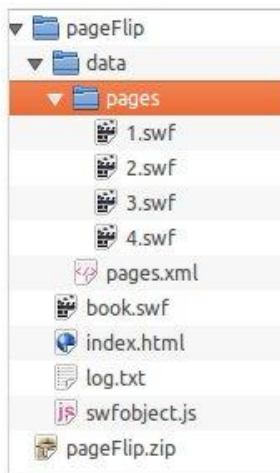 pageFlip
data
pages
1.swf
2.swf
3.swf
4.swf
pages.xml
book.swf
index.html
log.txt
js swfobject.js
pageFlip.zip